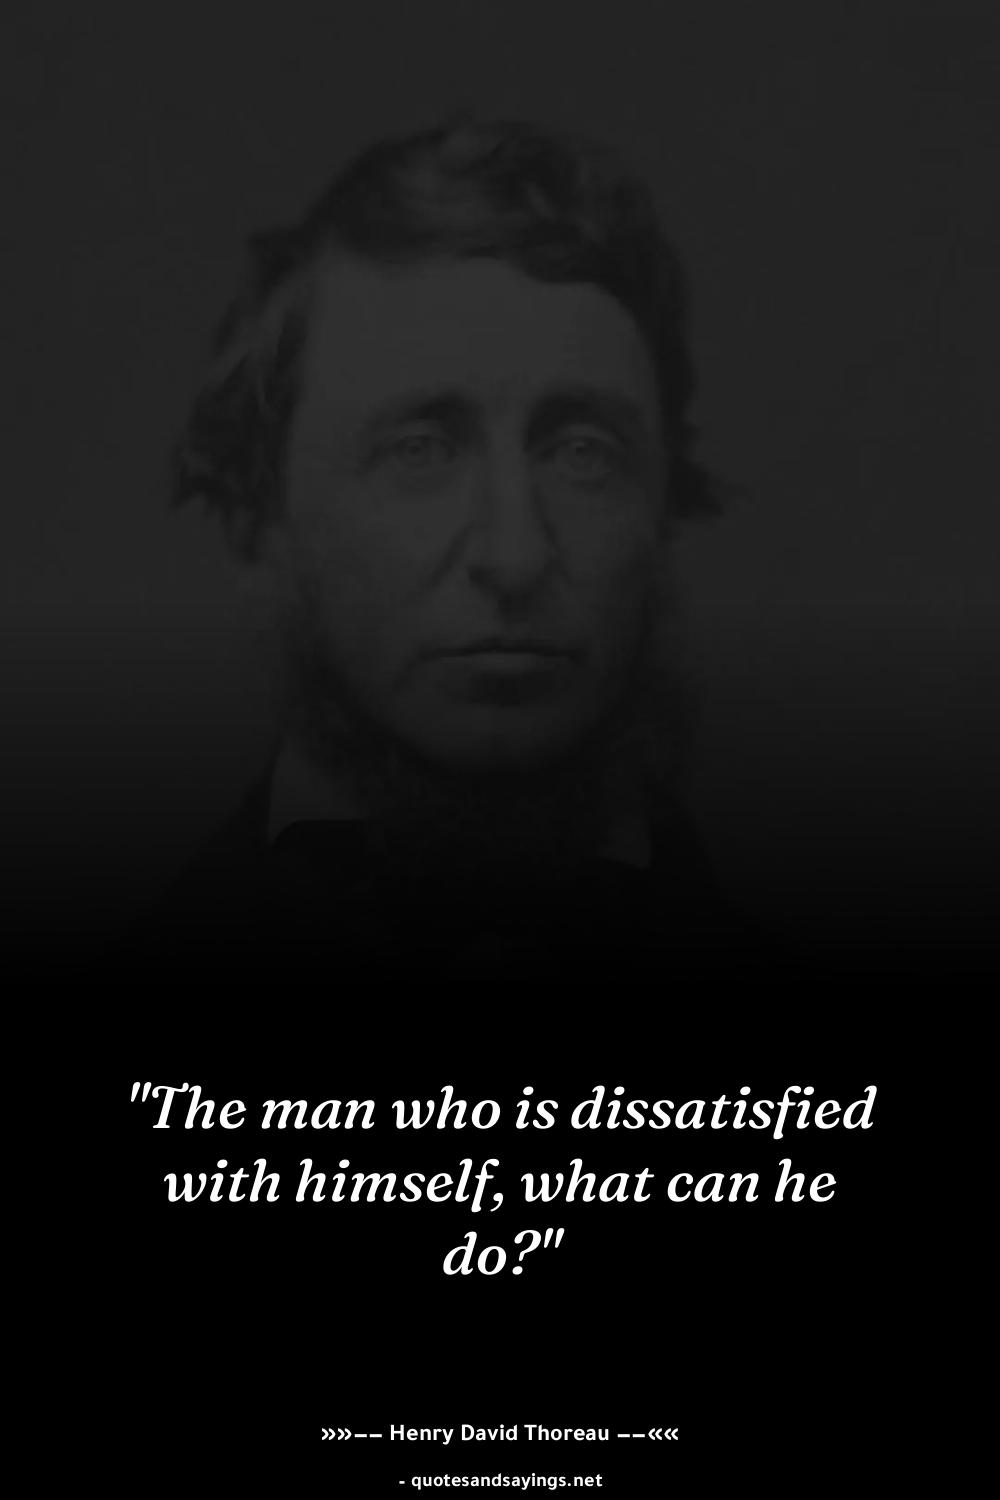 "The man who is dissatisfied
with himself, what can he
do?"
»»–– Henry David Thoreau ––««
- quotesandsayings.net